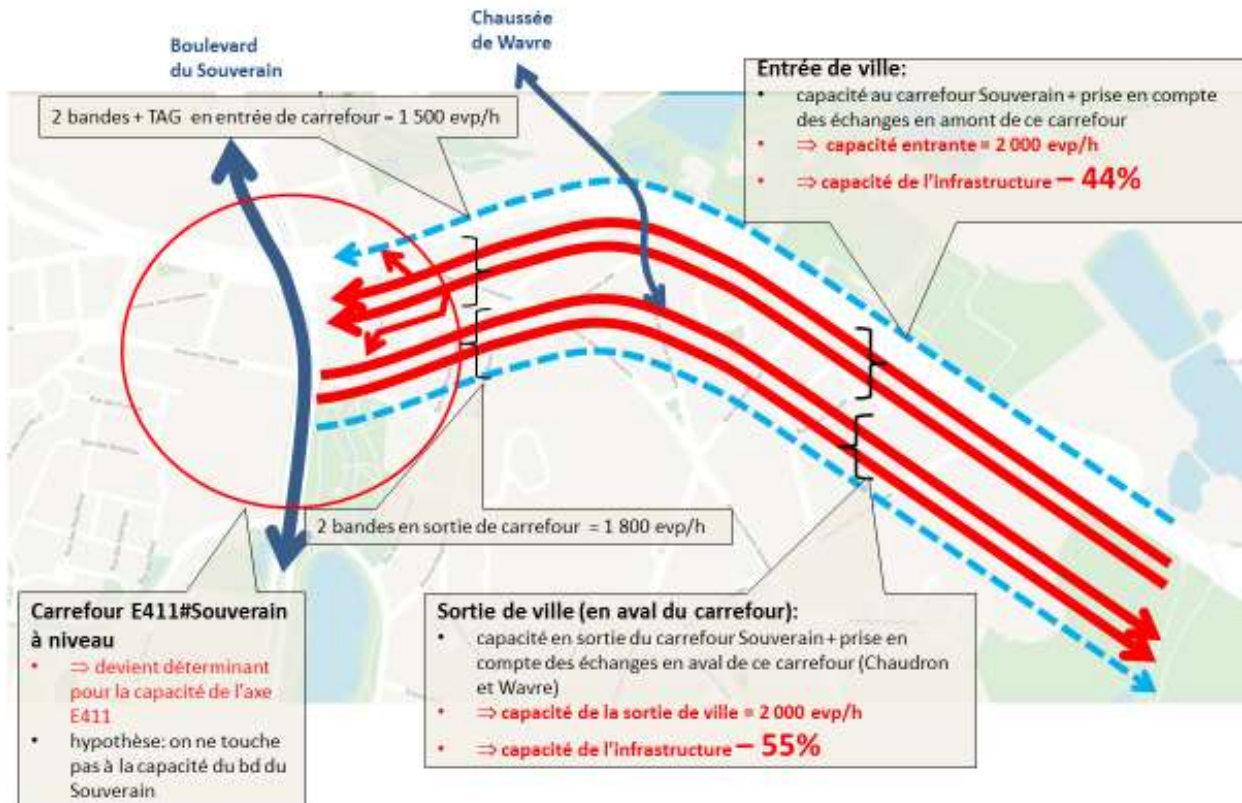 Boulevard
du Souverain
Chaussée
de Wavre
2 bandes + TAG en entrée de carrefour = 1 500 evp/h
Entrée de ville:
• capacité au carrefour Souverain + prise en compte
des échanges en amont de ce carrefour
• ⇒ capacité entrante = 2 000 evp/h
• ⇒ capacité de l'infrastructure – 44%
2 bandes en sortie de carrefour = 1 800 evp/h
Carrefour E411#Souverain
à niveau
• ⇒ devient déterminant
pour la capacité de l'axe
E411
• hypothèse: on ne touche
pas à la capacité du bd du
Souverain
Sortie de ville (en aval du carrefour):
• capacité en sortie du carrefour Souverain + prise en
compte des échanges en aval de ce carrefour (Chaudron
et Wavre)
• ⇒ capacité de la sortie de ville = 2 000 evp/h
• ⇒ capacité de l'infrastructure – 55%